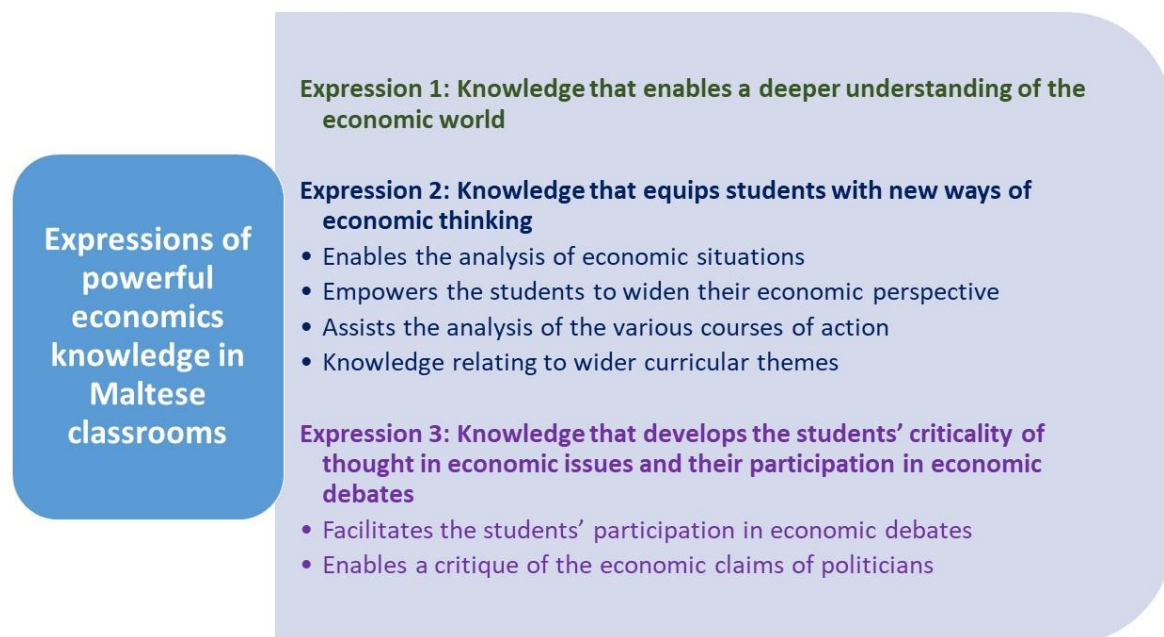 Expressions of
powerful
economics
knowledge in
Maltese
classrooms
Expression 1: Knowledge that enables a deeper understanding of the
economic world
Expression 2: Knowledge that equips students with new ways of
economic thinking
• Enables the analysis of economic situations
• Empowers the students to widen their economic perspective
• Assists the analysis of the various courses of action
• Knowledge relating to wider curricular themes
Expression 3: Knowledge that develops the students’ criticality of
thought in economic issues and their participation in economic
debates
• Facilitates the students’ participation in economic debates
• Enables a critique of the economic claims of politicians